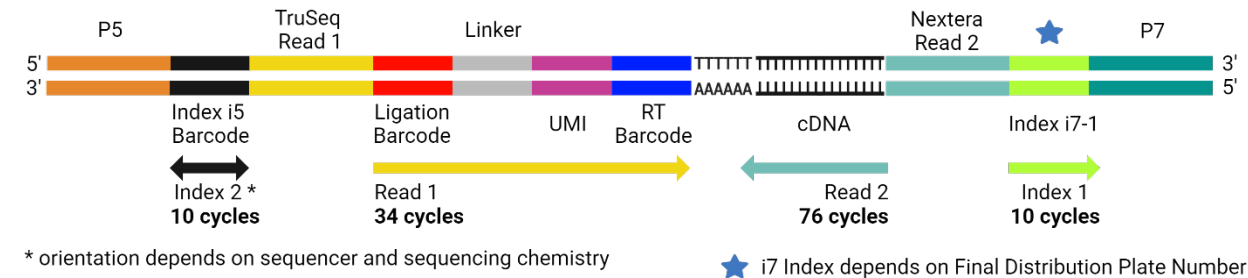 P5
TruSeq
Read 1
Linker
Nextera
Read 2
P7
5' TTTTTT 3'
3' AAAAAA 5'
Index i5
Barcode
Ligation
Barcode
UMI
RT
Barcode
cDNA
Index i7-1
Index 2 *
10 cycles
Read 1
34 cycles
Read 2
76 cycles
Index 1
10 cycles
* orientation depends on sequencer and sequencing chemistry
i7 Index depends on Final Distribution Plate Number